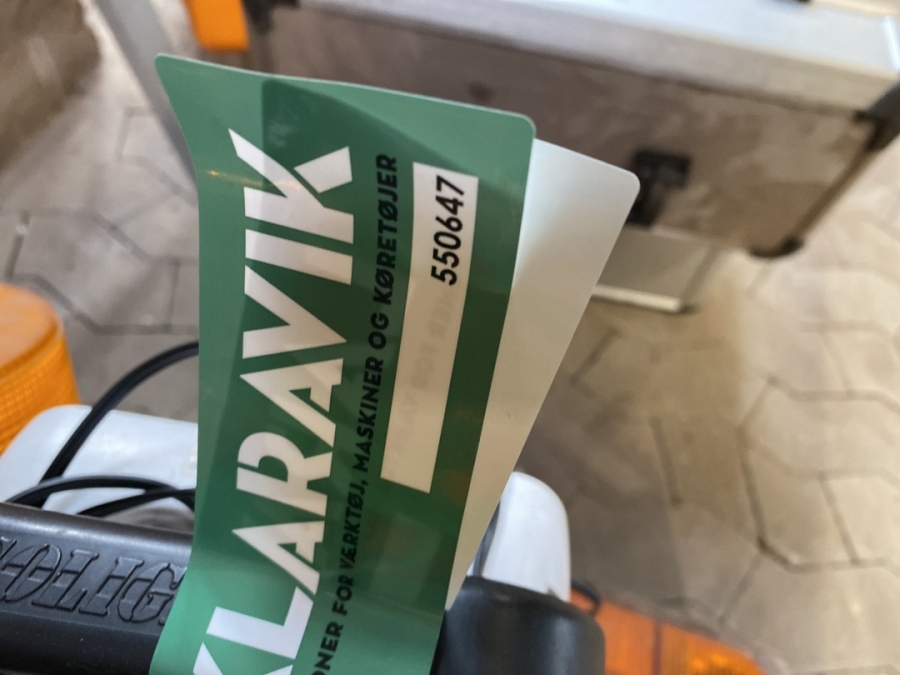 KLARAVIK
ONER FOR VÆRKTØJ, MASKINER OG KØRETØJER
550647